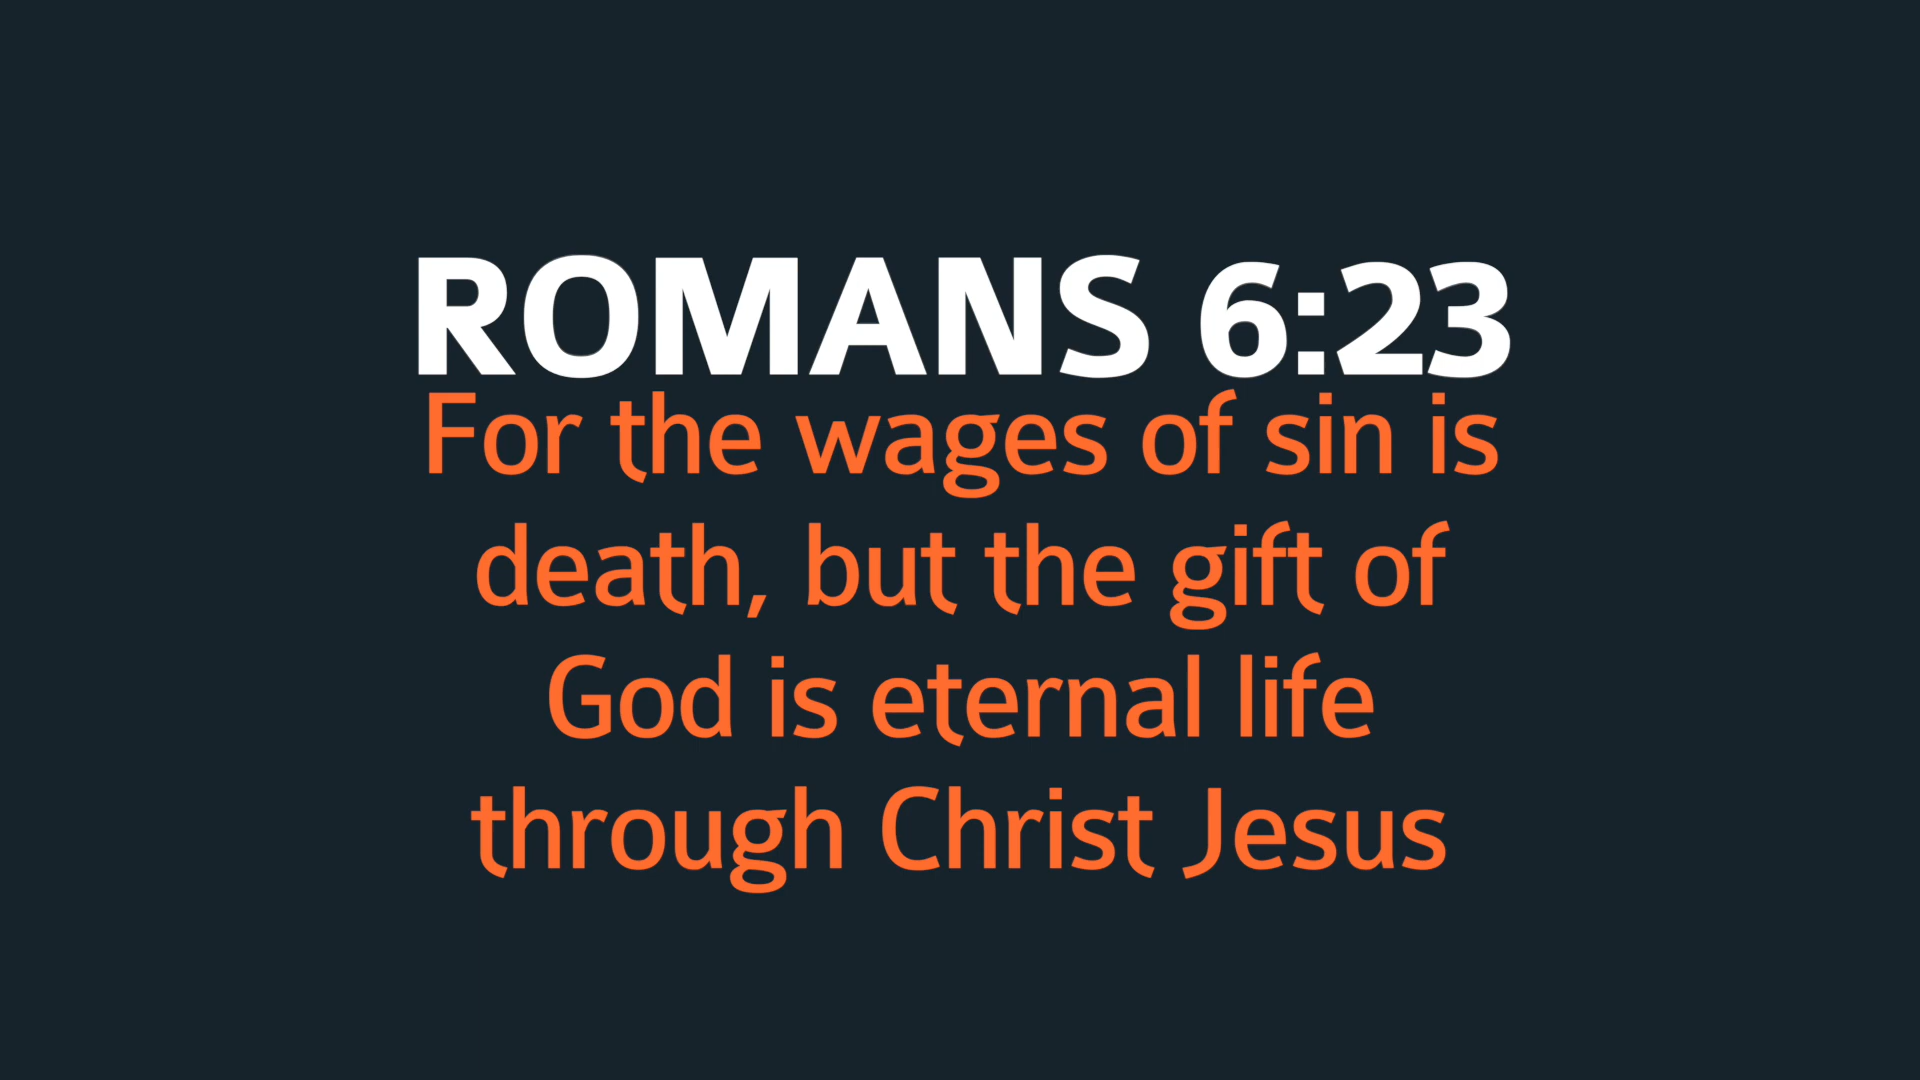 ROMANS 6:23
For the wages of sin is
death, but the gift of
God is eternal life
through Christ Jesus